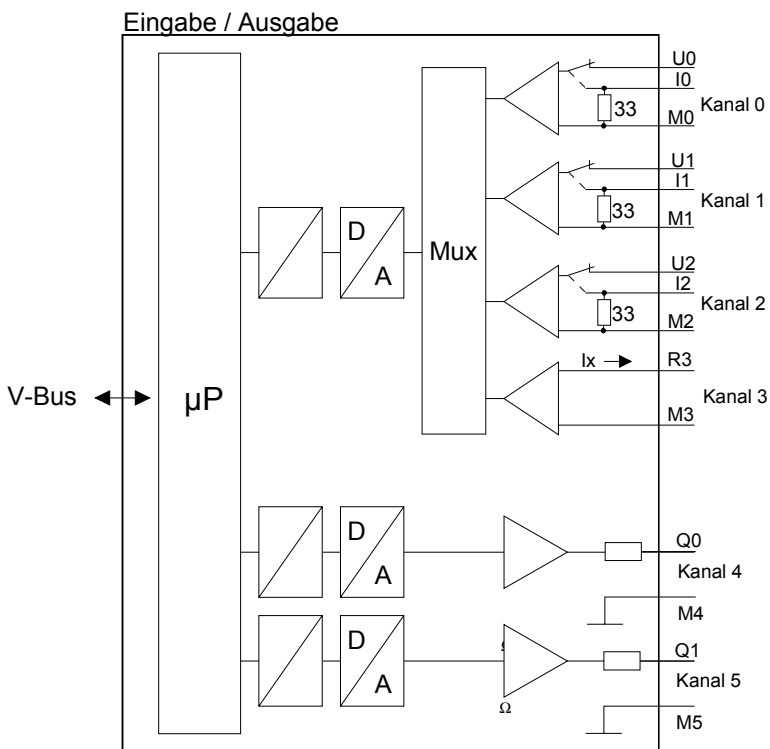 Eingabe / Ausgabe
U0
I0
33
Kanal 0
M0
U1
I1
33
Kanal 1
M1
D
A
Mux
U2
I2
33
Kanal 2
M2
Ix
R3
Kanal 3
M3
V-Bus
µP
D
A
Q0
Kanal 4
M4
D
A
Q1
Kanal 5
Ω
M5